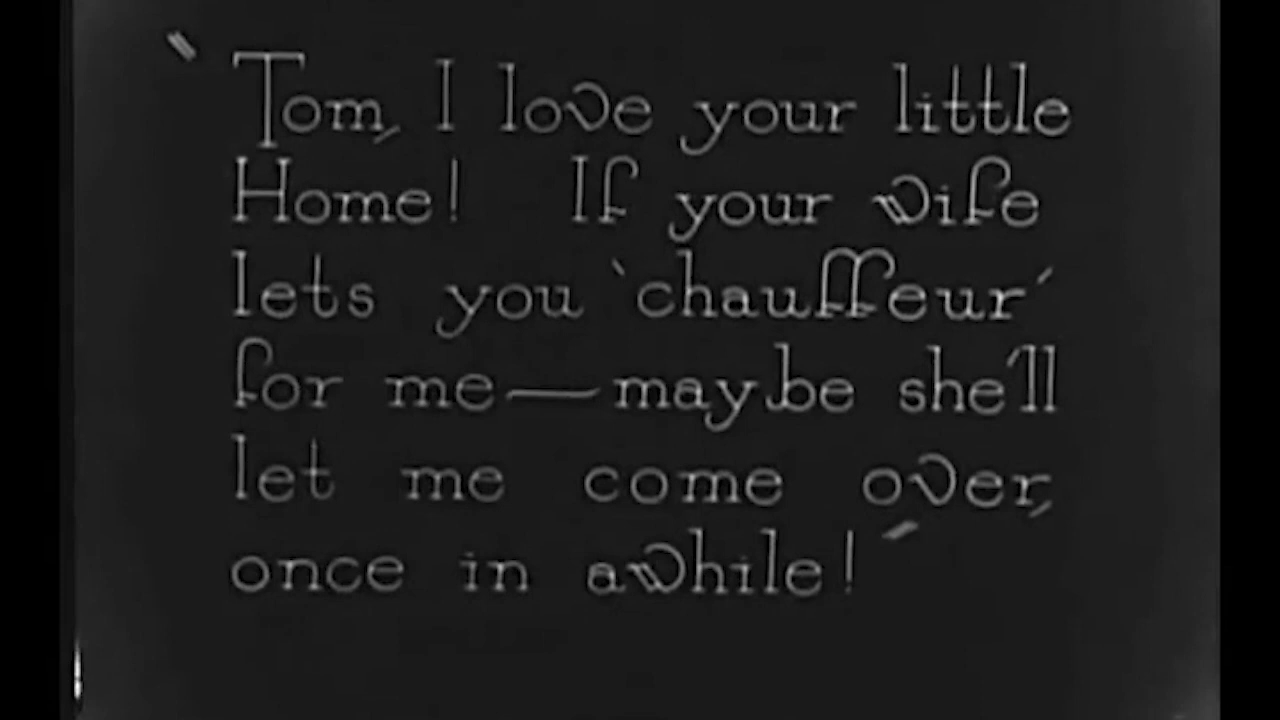 "Tom, I love your little
Home! If your wife
lets you 'chauffeur'
for me—maybe she'll
let me come over,
once in awhile!"